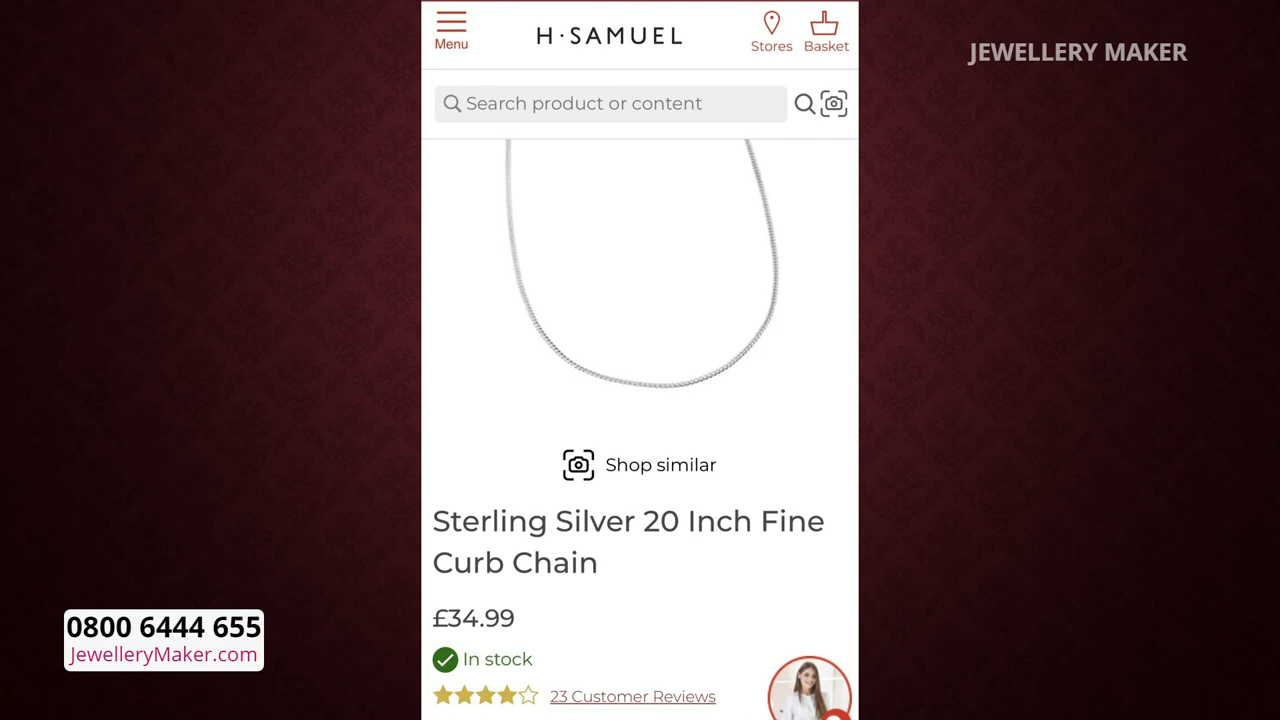 Menu
H·SAMUEL
Stores
Basket
JEWELLERY MAKER
Search product or content
Shop similar
Sterling Silver 20 Inch Fine
Curb Chain
£34.99
In stock
23 Customer Reviews
0800 6444 655
JewelleryMaker.com